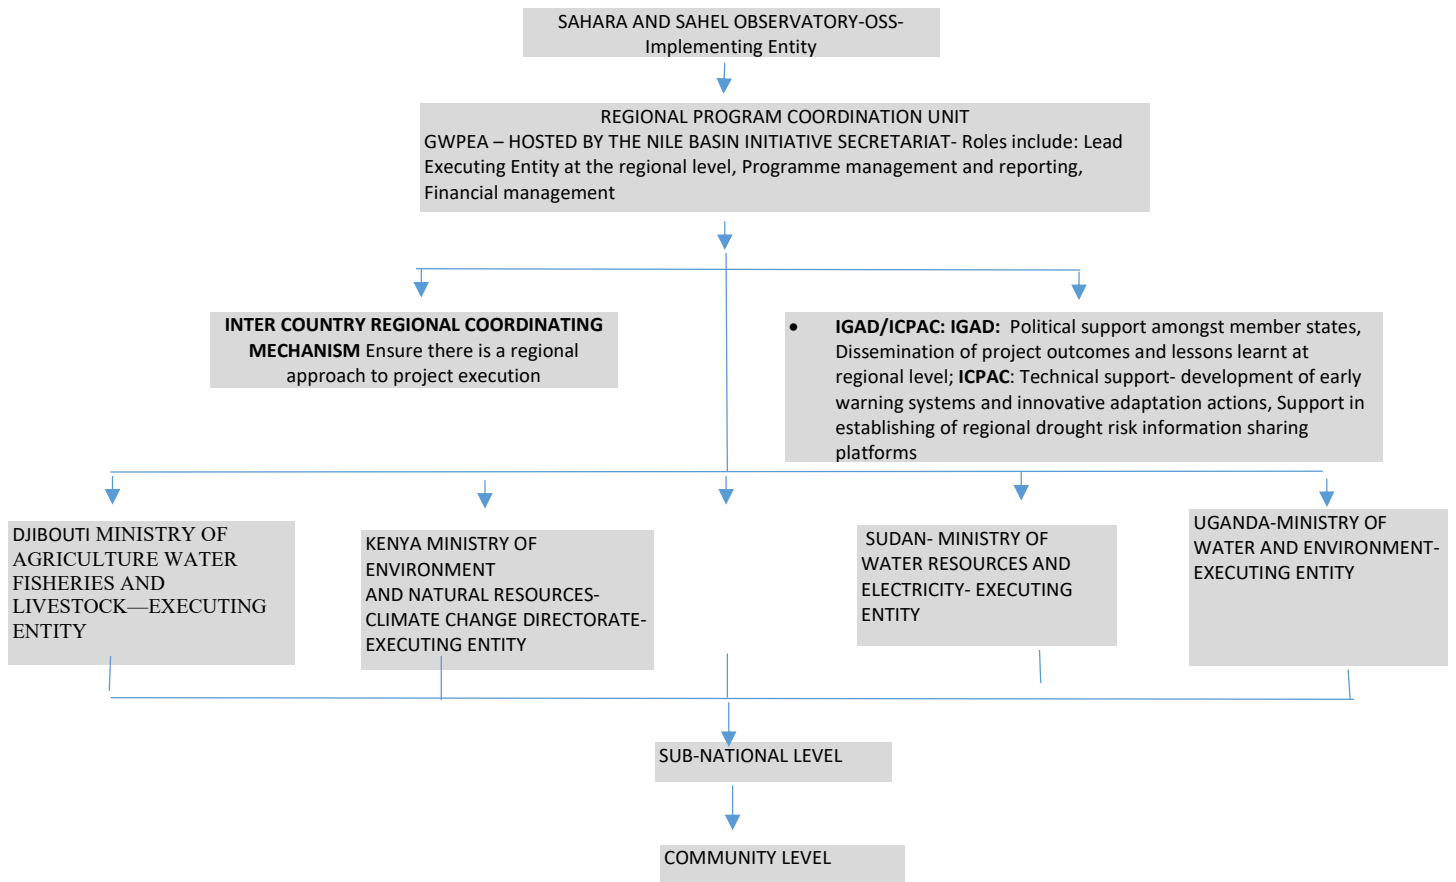 SAHARA AND SAHEL OBSERVATORY-OSS-
Implementing Entity
REGIONAL PROGRAM COORDINATION UNIT
GWPEA – HOSTED BY THE NILE BASIN INITIATIVE SECRETARIAT- Roles include: Lead
Executing Entity at the regional level, Programme management and reporting,
Financial management
INTER COUNTRY REGIONAL COORDINATING
MECHANISM Ensure there is a regional
approach to project execution
• IGAD/ICPAC: IGAD: Political support amongst member states,
Dissemination of project outcomes and lessons learnt at
regional level; ICPAC: Technical support- development of early
warning systems and innovative adaptation actions, Support in
establishing of regional drought risk information sharing
platforms
DJIBOUTI MINISTRY OF
AGRICULTURE WATER
FISHERIES AND
LIVESTOCK—EXECUTING
ENTITY
KENYA MINISTRY OF
ENVIRONMENT
AND NATURAL RESOURCES-
CLIMATE CHANGE DIRECTORATE-
EXECUTING ENTITY
SUDAN- MINISTRY OF
WATER RESOURCES AND
ELECTRICITY- EXECUTING
ENTITY
UGANDA-MINISTRY OF
WATER AND ENVIRONMENT-
EXECUTING ENTITY
SUB-NATIONAL LEVEL
COMMUNITY LEVEL